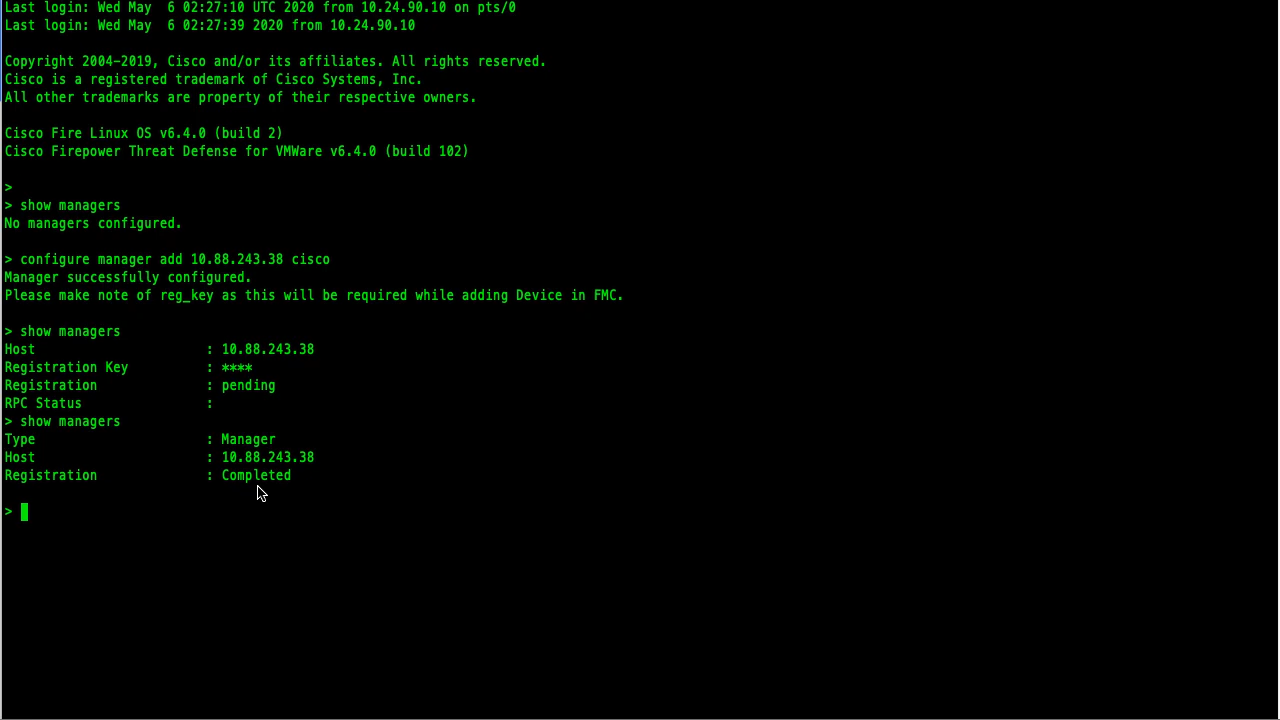 Last login: Wed May  6 02:27:10 UTC 2020 from 10.24.90.10 on pts/0
Last login: Wed May  6 02:27:39 2020 from 10.24.90.10
Copyright 2004-2019, Cisco and/or its affiliates. All rights reserved.
Cisco is a registered trademark of Cisco Systems, Inc.
All other trademarks are property of their respective owners.
Cisco Fire Linux OS v6.4.0 (build 2)
Cisco Firepower Threat Defense for VMWare v6.4.0 (build 102)
>
> show managers
No managers configured.
> configure manager add 10.88.243.38 cisco
Manager successfully configured.
Please make note of reg_key as this will be required while adding Device in FMC.
> show managers
Host                      : 10.88.243.38
Registration Key          : ****
Registration              : pending
RPC Status                :
> show managers
Type                      : Manager
Host                      : 10.88.243.38
Registration              : Completed
>